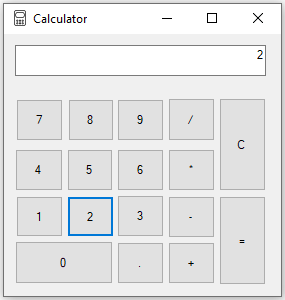 Calculator
2
7 8 9 / C
4 5 6 *
1 2 3 - =
0 . +